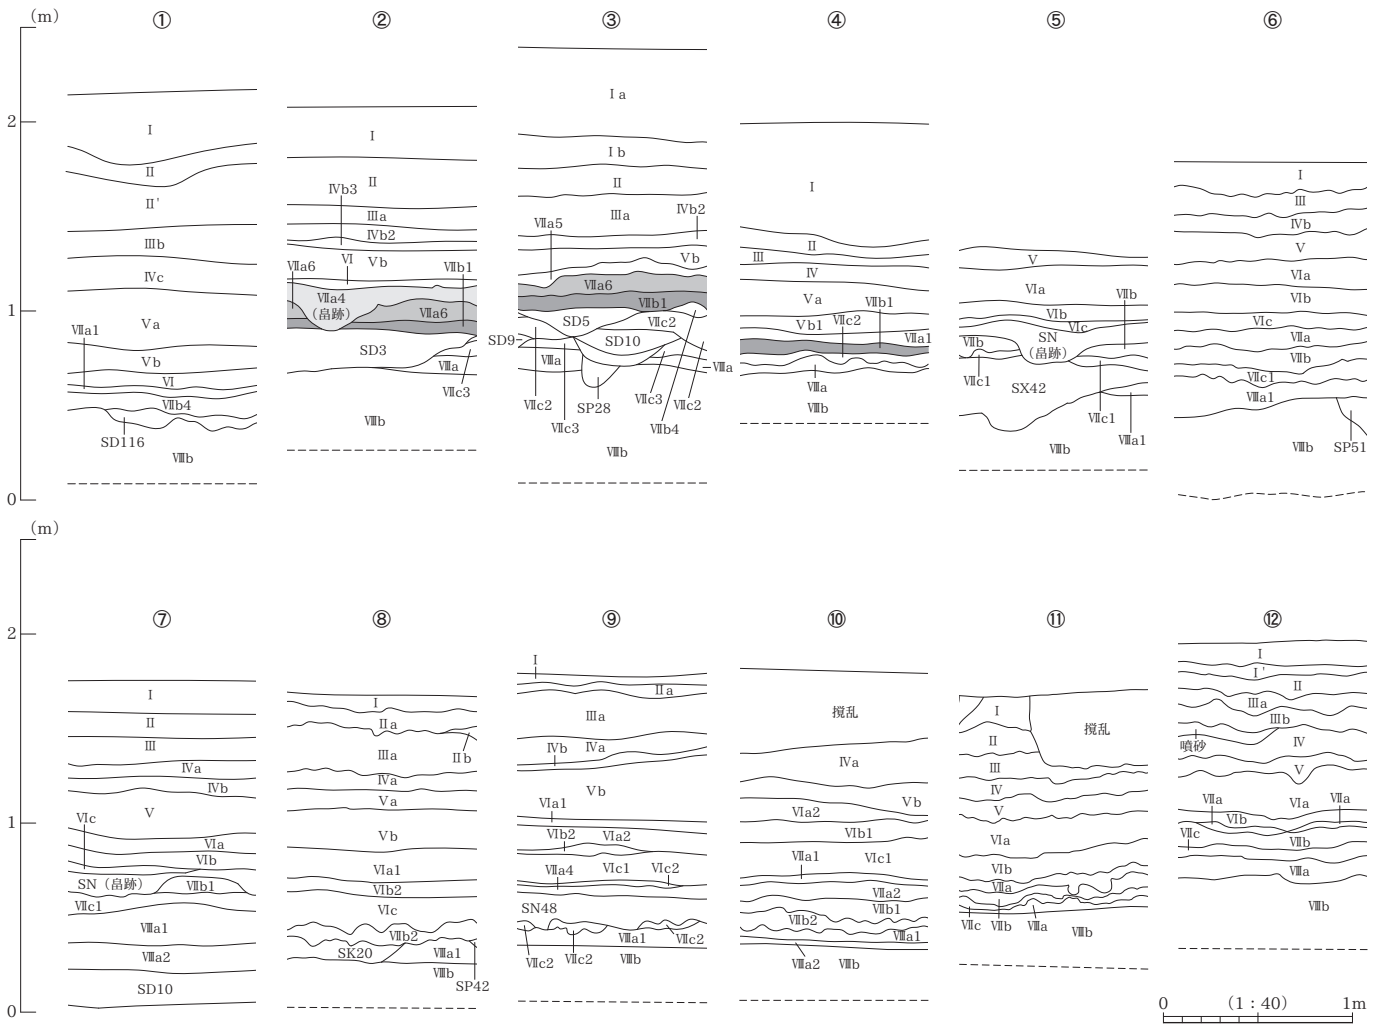 (m)
① ② ③ ④ ⑤ ⑥
2
1
0
Ⅰ
Ⅱ
Ⅱ'
Ⅲb
Ⅳc
Ⅴa
Ⅶa1
Ⅴb
Ⅵ
Ⅶb4
SD116
Ⅷb
Ⅰ
Ⅱ
Ⅳb3
Ⅲa
Ⅳb2
Ⅵ
Ⅴb
Ⅶa6
Ⅶb1
Ⅶa4
(畠跡)
Ⅶa6
SD3
Ⅷa
Ⅶc3
Ⅷb
Ⅰa
Ⅰb
Ⅱ
Ⅲa
Ⅳb2
Ⅶa5
Ⅴb
Ⅶa6
Ⅶb1
SD5
Ⅶc2
SD9
SD10
Ⅷa
Ⅷa
Ⅶc2
SP28
Ⅶc3
Ⅶc2
Ⅶc3
Ⅶb4
Ⅷb
Ⅰ
Ⅱ
Ⅲ
Ⅳ
Ⅴa
Ⅶb1
Ⅴb1
Ⅶc2
Ⅶa1
Ⅷa
Ⅷb
Ⅴ
Ⅵa
Ⅶb
Ⅵb
Ⅵc
Ⅶb
SN
(畠跡)
Ⅶc1
SX42
Ⅶc1
Ⅷa1
Ⅷb
Ⅰ
Ⅲ
Ⅳb
Ⅴ
Ⅵa
Ⅵb
Ⅵc
Ⅶa
Ⅶb
Ⅶc1
Ⅷa1
Ⅷb
SP51
(m)
⑦ ⑧ ⑨ ⑩ ⑪ ⑫
2
1
0
Ⅰ
Ⅱ
Ⅲ
Ⅳa
Ⅳb
Ⅴ
Ⅵc
Ⅵa
Ⅵb
SN(畠跡)
Ⅶb1
Ⅶc1
Ⅷa1
Ⅷa2
SD10
Ⅰ
Ⅱa
Ⅲa
Ⅱb
Ⅳa
Ⅴa
Ⅴb
Ⅵa1
Ⅵb2
Ⅵc
Ⅶb2
SK20
Ⅷa1
Ⅷb
SP42
Ⅰ
Ⅱa
Ⅲa
Ⅳb
Ⅳa
Ⅴb
Ⅵa1
Ⅵb2
Ⅵa2
Ⅶa4
Ⅵc1
Ⅵc2
SN48
Ⅷa1
Ⅶc2
Ⅶc2
Ⅶc2
Ⅷb
撹乱
Ⅳa
Ⅴb
Ⅵa2
Ⅵb1
Ⅶa1
Ⅵc1
Ⅶa2
Ⅶb1
Ⅶb2
Ⅷa1
Ⅷa2
Ⅷb
Ⅰ
撹乱
Ⅱ
Ⅲ
Ⅳ
Ⅴ
Ⅵa
Ⅵb
Ⅶa
Ⅶc
Ⅶb
Ⅷa
Ⅷb
Ⅰ
Ⅰ'
Ⅱ
Ⅲa
Ⅲb
噴砂
Ⅳ
Ⅴ
Ⅶa
Ⅵa
Ⅶa
Ⅵb
Ⅶc
Ⅶb
Ⅷa
Ⅷb
0 (1:40) 1m